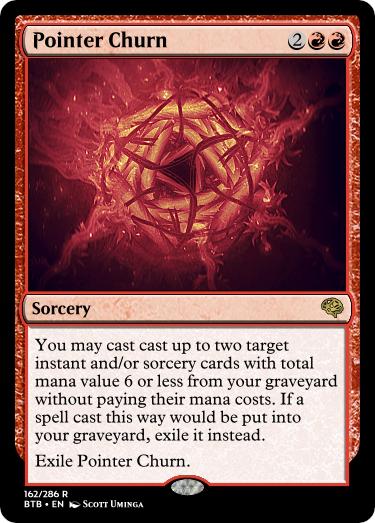 Pointer Churn 2
Sorcery
You may cast cast up to two target
instant and/or sorcery cards with total
mana value 6 or less from your graveyard
without paying their mana costs. If a
spell cast this way would be put into
your graveyard, exile it instead.
Exile Pointer Churn.
162/286 R
BTB • EN Scott Uminga